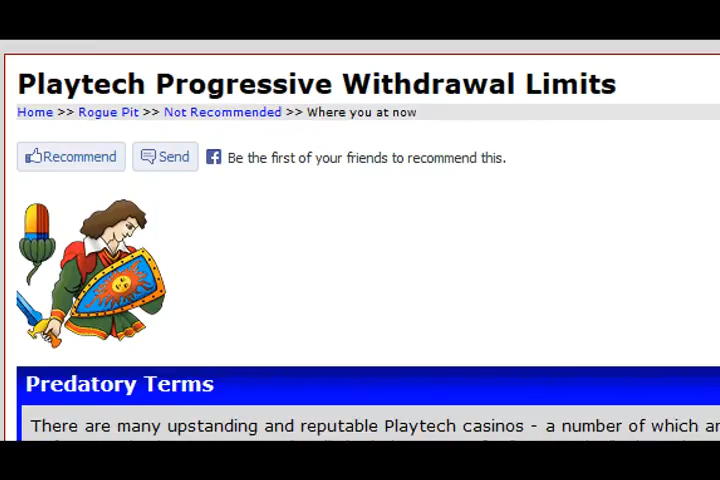 Playtech Progressive Withdrawal Limits
Home >> Rogue Pit >> Not Recommended >> Where you at now
Recommend Send Be the first of your friends to recommend this.
Predatory Terms
There are many upstanding and reputable Playtech casinos - a number of which